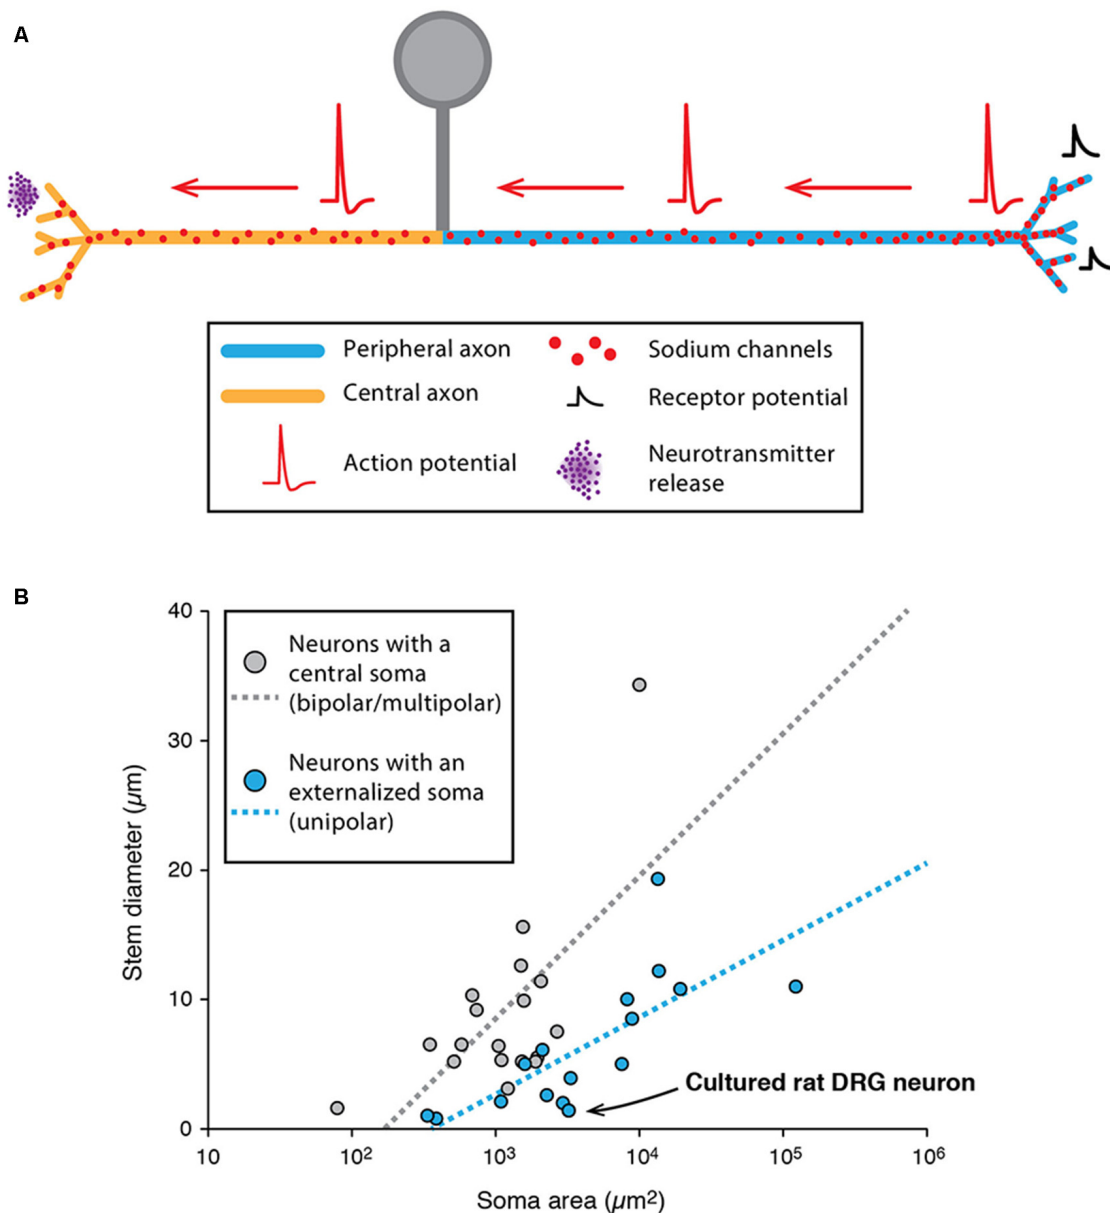 A
Peripheral axon
Central axon
Action potential
Sodium channels
Receptor potential
Neurotransmitter
release
B
Neurons with a
central soma
(bipolar/multipolar)
Neurons with an
externalized soma
(unipolar)
Cultured rat DRG neuron
Stem diameter (µm)
40
30
20
10
0
10
10²
10³
10⁴
10⁵
10⁶
Soma area (µm²)